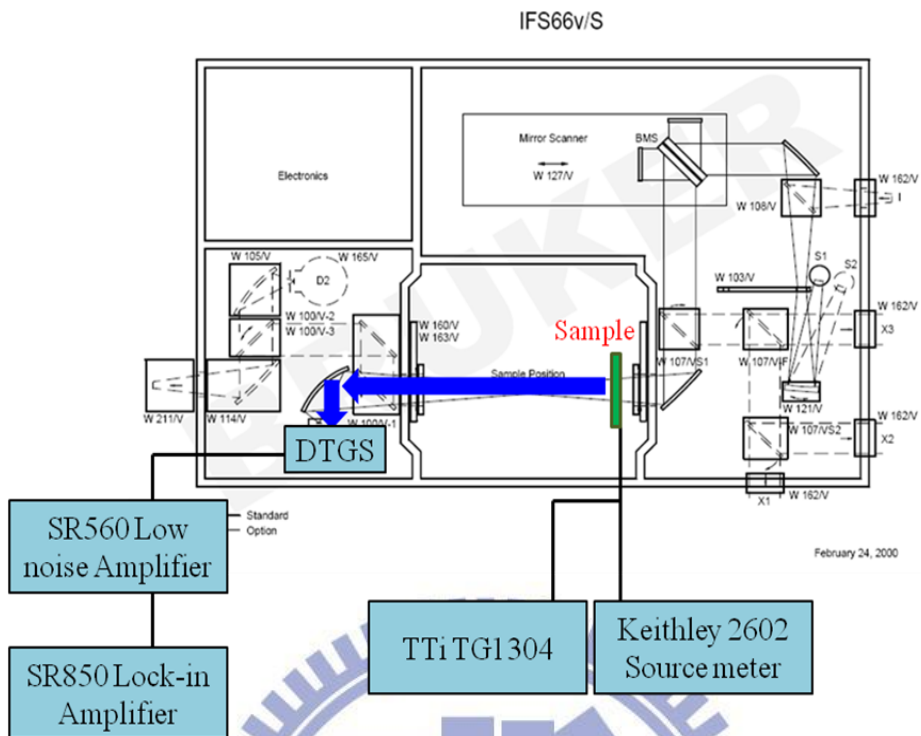 IFS66v/S
BRUKER
Mirror Scanner
W 127/V
BMS
Electronics
W 162/V
W 108/V
I
W 105/V
W 165/V
D2
S1
S2
W 103/V
W 100/V-2
W 100/V-3
W 160/V
W 163/V
Sample
W 162/V
X3
W 107/VS1
W 107/V-F
Sample Position
W 121/V
W 211/V
W 114/V
W 100/V-1
W 107/VS2
W 162/V
X2
DTGS
X1
W 162/V
Standard
Option
February 24, 2000
SR560 Low
noise Amplifier
TTi TG1304
Keithley 2602
Source meter
SR850 Lock-in
Amplifier